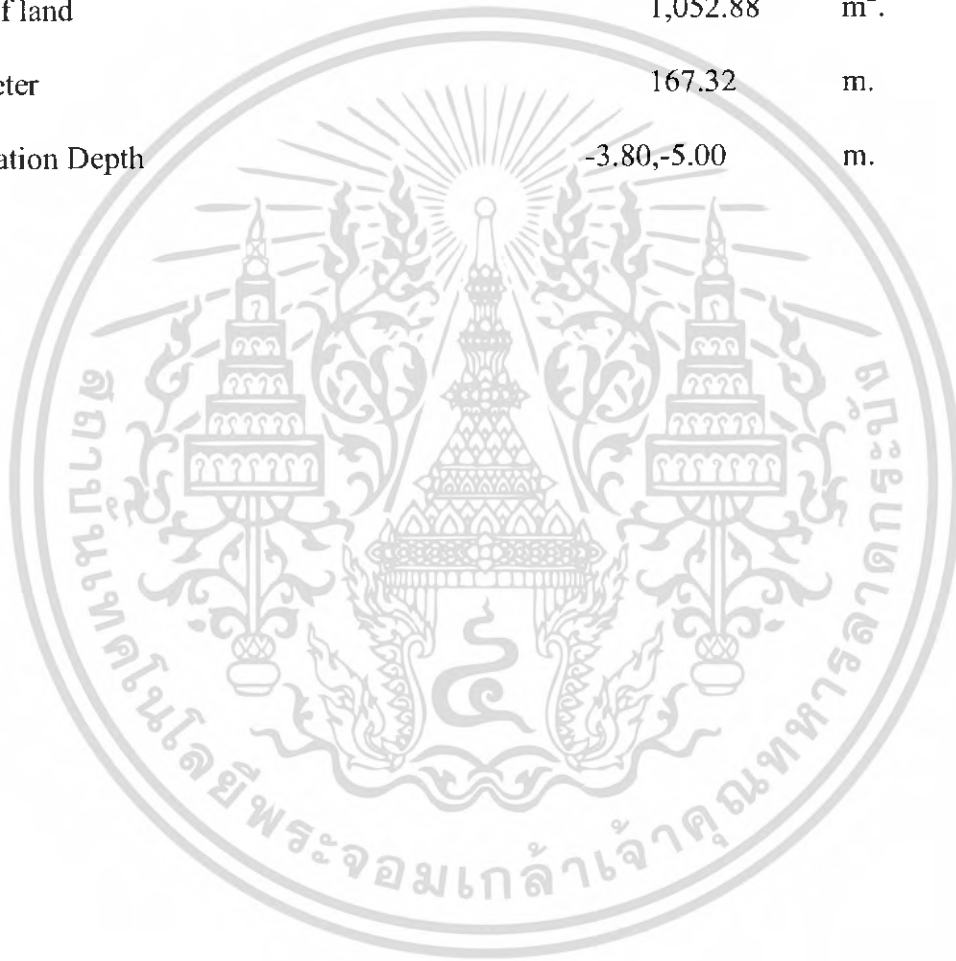 f land 1,052.88 m².
eter 167.32 m.
ation Depth -3.80,-5.00 m.
สถาบันเทคโนโลยีพระจอมเกล้าเจ้าคุณทหารลาดกระบัง